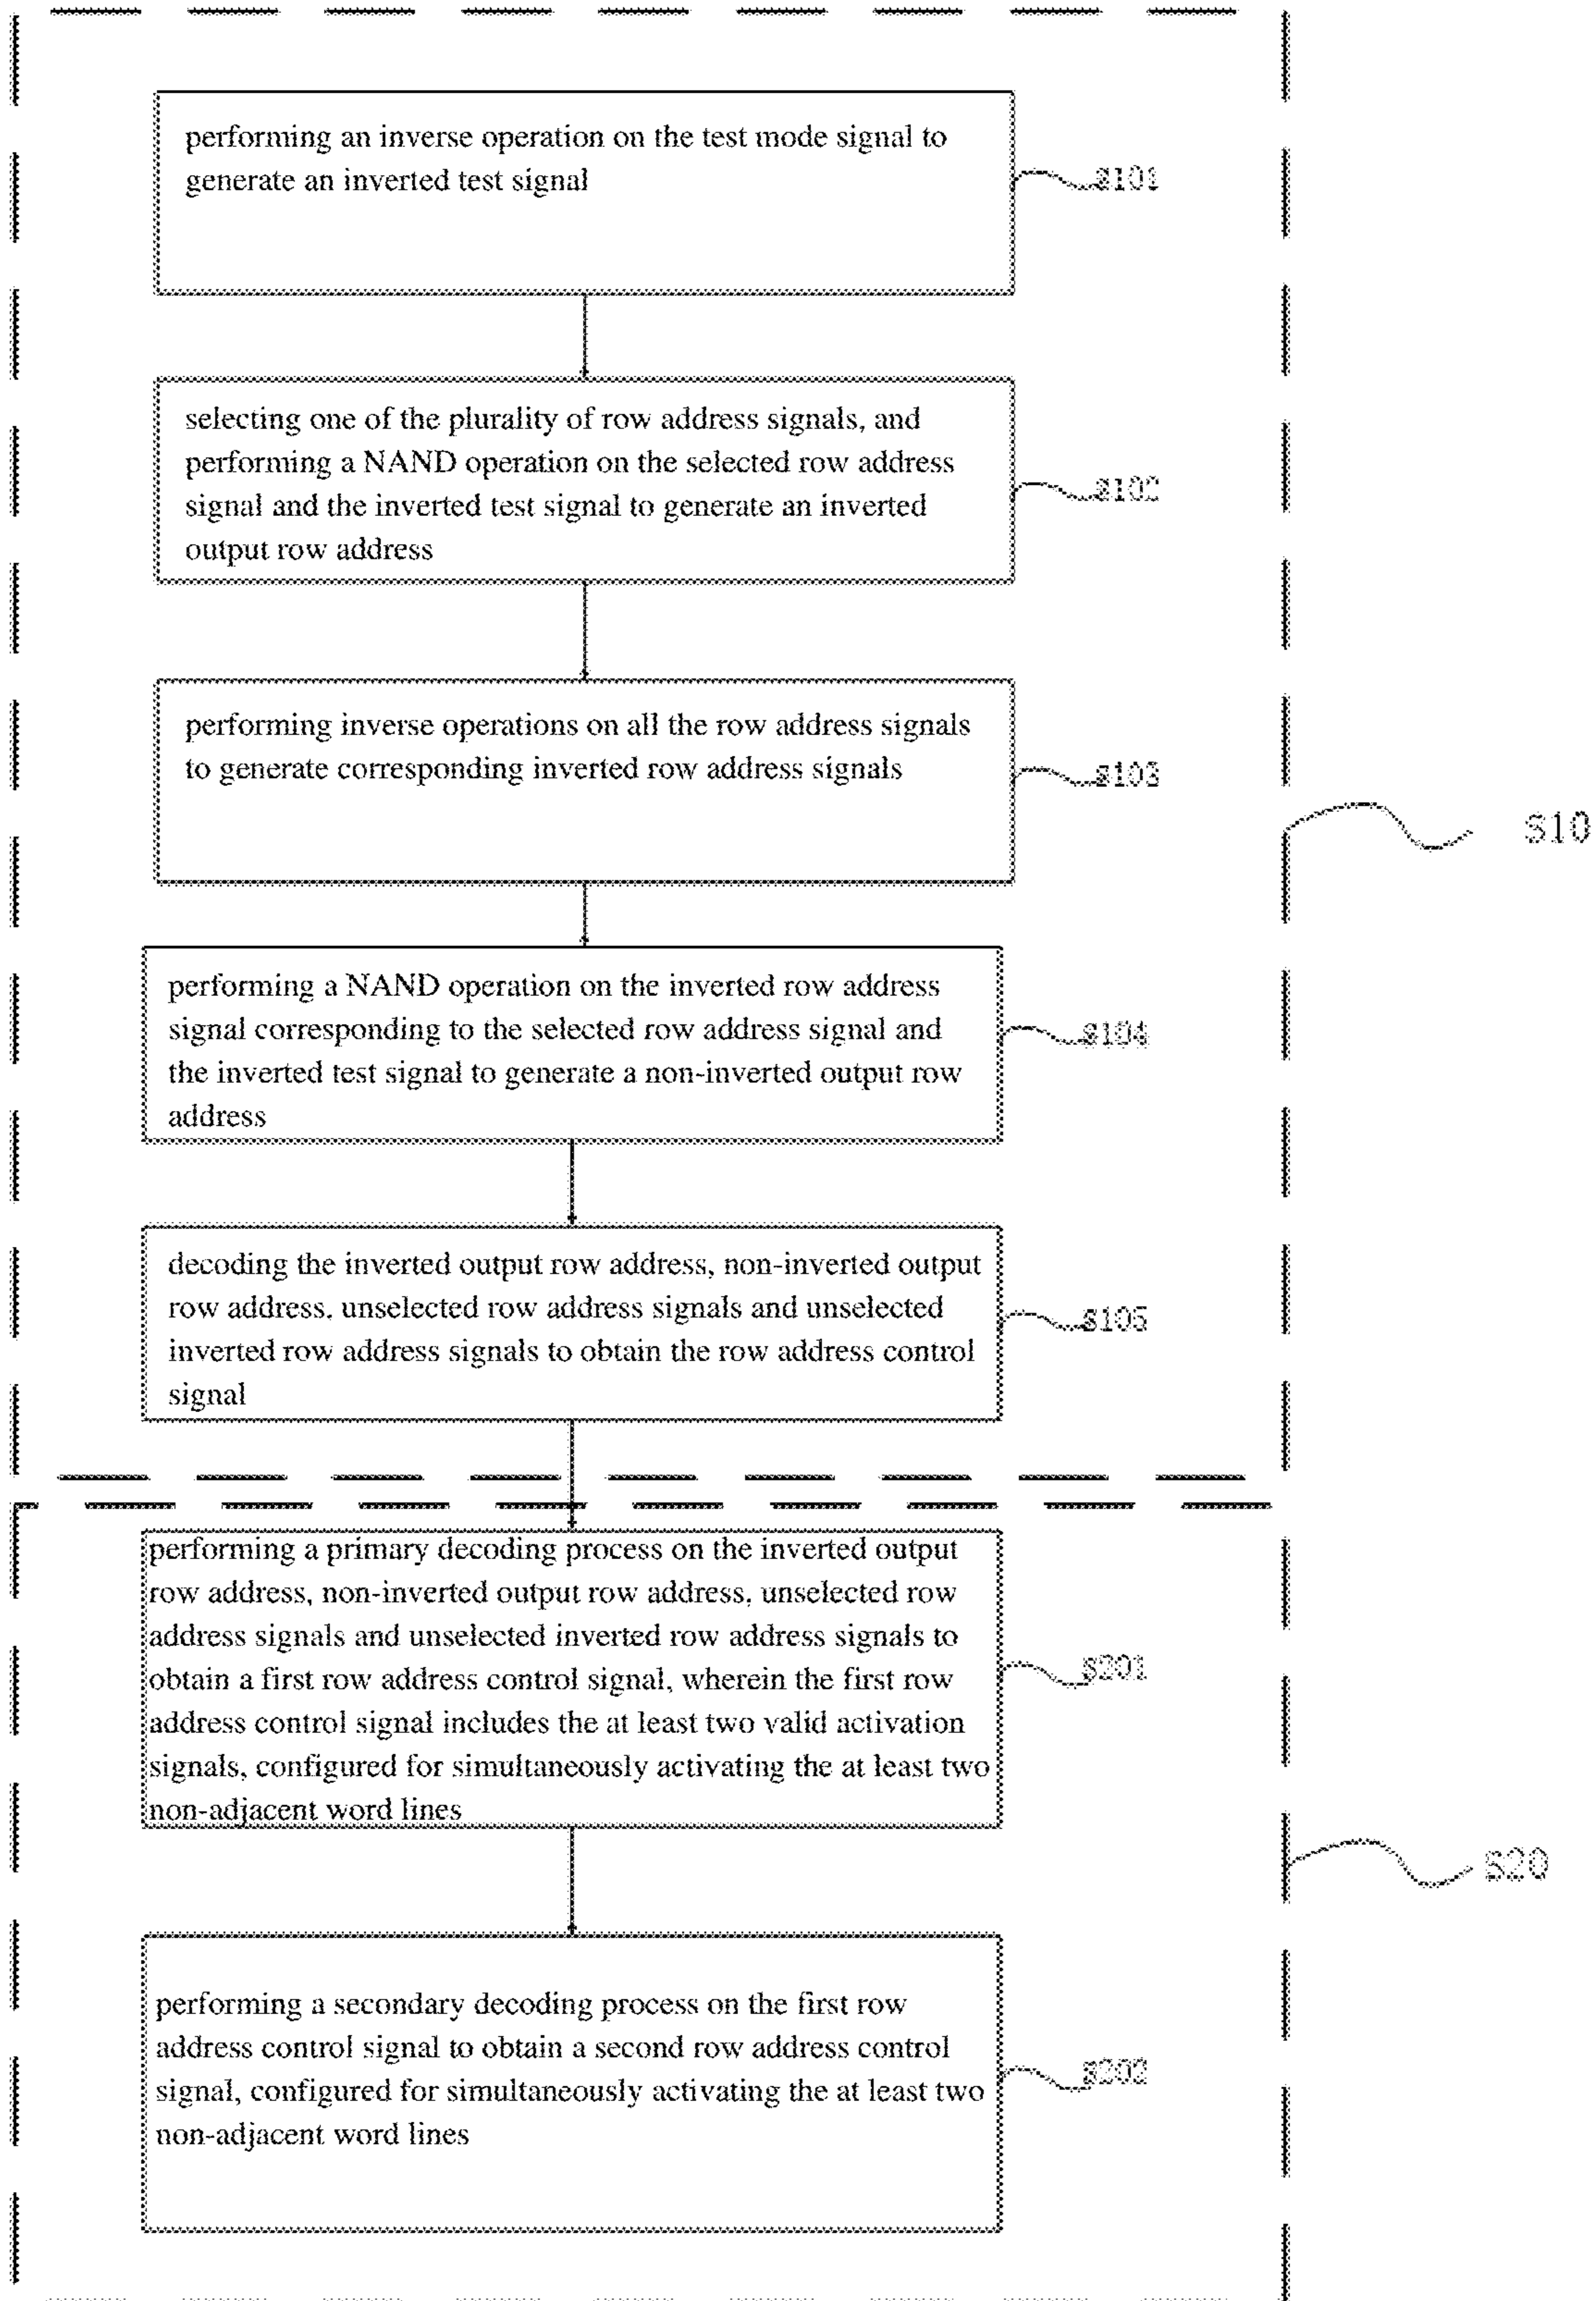 performing an inverse operation on the test mode signal to
generate an inverted test signal
S101
selecting one of the plurality of row address signals, and
performing a NAND operation on the selected row address
signal and the inverted test signal to generate an inverted
output row address
S102
performing inverse operations on all the row address signals
to generate corresponding inverted row address signals
S103
S10
performing a NAND operation on the inverted row address
signal corresponding to the selected row address signal and
the inverted test signal to generate a non-inverted output row
address
S104
decoding the inverted output row address, non-inverted output
row address, unselected row address signals and unselected
inverted row address signals to obtain the row address control
signal
S105
performing a primary decoding process on the inverted output
row address, non-inverted output row address, unselected row
address signals and unselected inverted row address signals to
obtain a first row address control signal, wherein the first row
address control signal includes the at least two valid activation
signals, configured for simultaneously activating the at least two
non-adjacent word lines
S201
S20
performing a secondary decoding process on the first row
address control signal to obtain a second row address control
signal, configured for simultaneously activating the at least two
non-adjacent word lines
S202